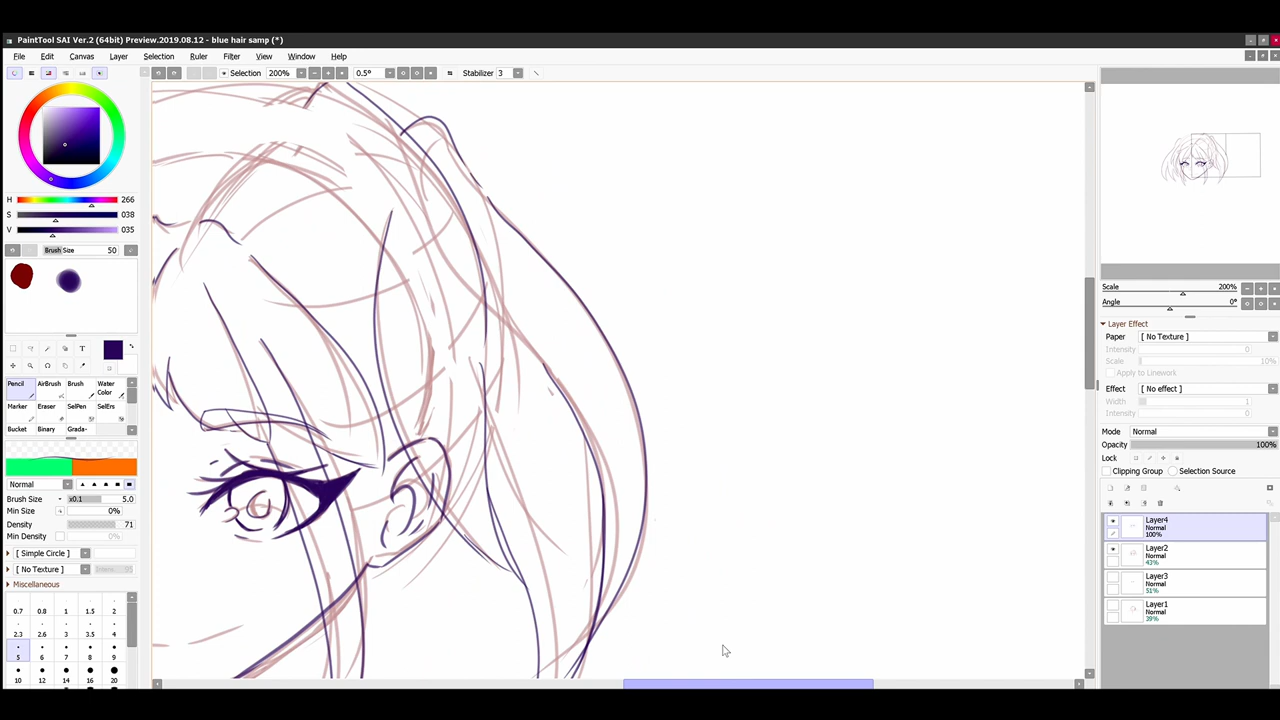 PaintTool SAI Ver.2 (64bit) Preview.2019.08.12 - blue hair samp (*)
File Edit Canvas Layer Selection Ruler Filter View Window Help
Selection 200% 0.5° Stabilizer 3
H 266
S 038
V 035
Brush Size 50
T
Pencil AirBrush Brush Water Color
Marker Eraser SelPen SelErs
Bucket Binary Grada-
Normal
Brush Size x0.1 5.0
Min Size 0%
Density 71
Min Density 0%
[ Simple Circle ]
[ No Texture ]
Miscellaneous
0.7 0.8 1 1.5 2
2.3 2.6 3 3.5 4
5 6 7 8 9
10 12 14 16 20
Scale 200%
Angle 0°
Layer Effect
Paper [ No Texture ]
Intensity 0
Scale 10%
Apply to Linework
Effect [ No effect ]
Width 1
Intensity 0
Mode Normal
Opacity 100%
Lock
Clipping Group Selection Source
Layer4
Normal
100%
Layer2
Normal
43%
Layer3
Normal
51%
Layer1
Normal
39%